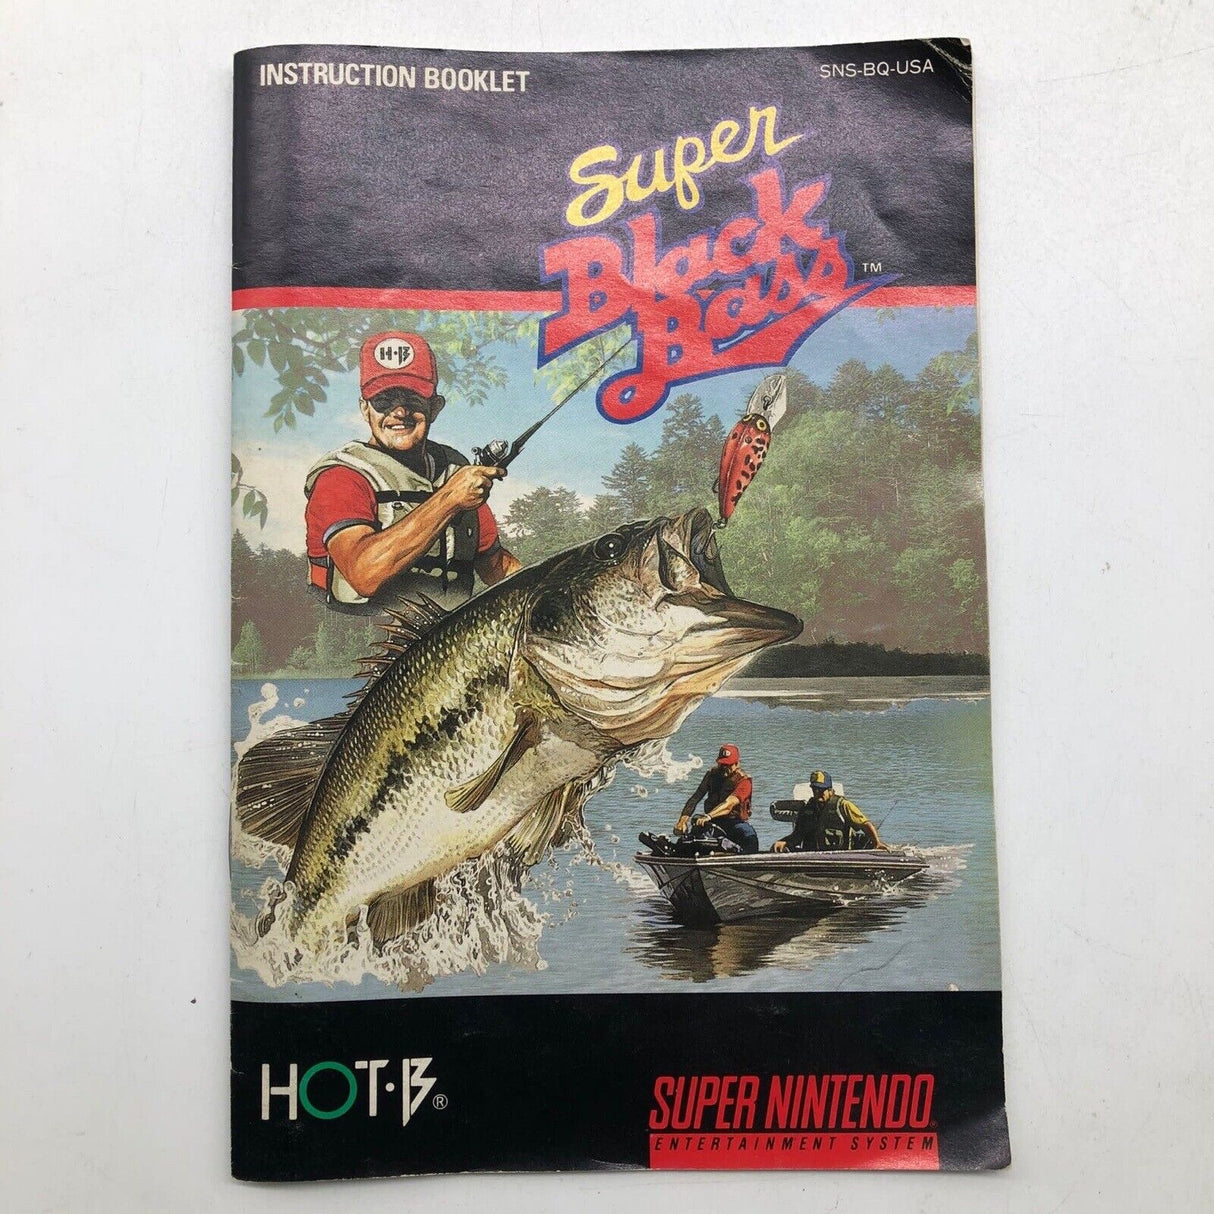 INSTRUCTION BOOKLET
SNS-BQ-USA
Super
Black
Bass™
H·B
HOT·B®
SUPER NINTENDO
ENTERTAINMENT SYSTEM